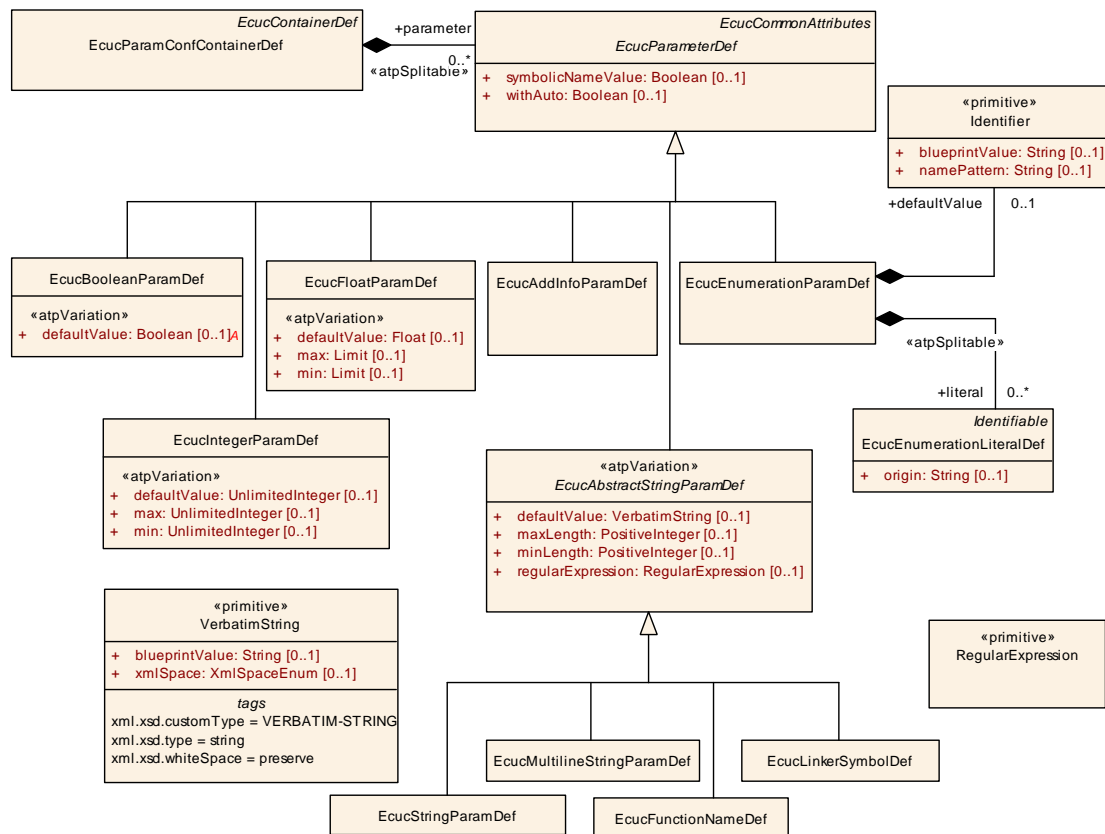 EcucContainerDef
EcucParamConfContainerDef
+parameter
0..*
«atpSplitable»
EcucCommonAttributes
EcucParameterDef
+ symbolicNameValue: Boolean [0..1]
+ withAuto: Boolean [0..1]
«primitive»
Identifier
+ blueprintValue: String [0..1]
+ namePattern: String [0..1]
+defaultValue 0..1
EcucBooleanParamDef
«atpVariation»
+ defaultValue: Boolean [0..1]A
EcucFloatParamDef
«atpVariation»
+ defaultValue: Float [0..1]
+ max: Limit [0..1]
+ min: Limit [0..1]
EcucAddInfoParamDef
EcucEnumerationParamDef
«atpSplitable»
+literal 0..*
Identifiable
EcucEnumerationLiteralDef
+ origin: String [0..1]
EcucIntegerParamDef
«atpVariation»
+ defaultValue: UnlimitedInteger [0..1]
+ max: UnlimitedInteger [0..1]
+ min: UnlimitedInteger [0..1]
«atpVariation»
EcucAbstractStringParamDef
+ defaultValue: VerbatimString [0..1]
+ maxLength: PositiveInteger [0..1]
+ minLength: PositiveInteger [0..1]
+ regularExpression: RegularExpression [0..1]
«primitive»
VerbatimString
+ blueprintValue: String [0..1]
+ xmlSpace: XmlSpaceEnum [0..1]
tags
xml.xsd.customType = VERBATIM-STRING
xml.xsd.type = string
xml.xsd.whiteSpace = preserve
«primitive»
RegularExpression
EcucMultilineStringParamDef
EcucLinkerSymbolDef
EcucStringParamDef
EcucFunctionNameDef